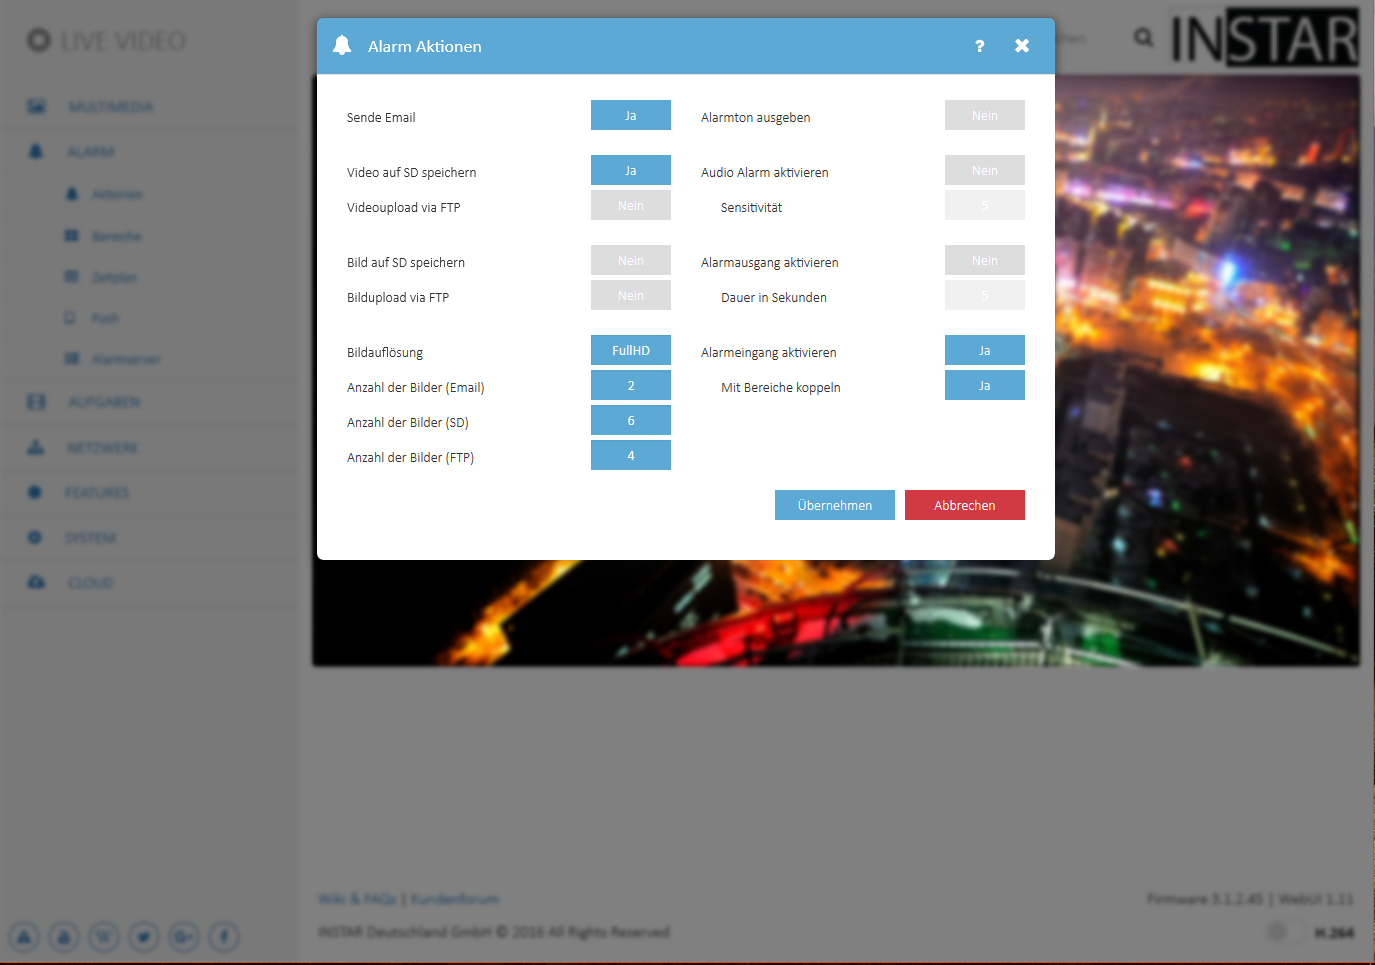 LIVE VIDEO
MULTIMEDIA
ALARM
Aktionen
Bereiche
Zeitplan
Push
Alarmserver
AUFGABEN
NETZWERK
FEATURES
SYSTEM
CLOUD
INSTAR
Alarm Aktionen ?
Sende Email Ja
Video auf SD speichern Ja
Videoupload via FTP Nein
Bild auf SD speichern Nein
Bildupload via FTP Nein
Bildauflösung FullHD
Anzahl der Bilder (Email) 2
Anzahl der Bilder (SD) 6
Anzahl der Bilder (FTP) 4
Alarmton ausgeben Nein
Audio Alarm aktivieren Nein
Sensitivität 5
Alarmausgang aktivieren Nein
Dauer in Sekunden 5
Alarmeingang aktivieren Ja
Mit Bereiche koppeln Ja
Übernehmen Abbrechen
Wiki & FAQs | Kundenforum
Firmware 3.1.2.45 | WebUI 1.11
INSTAR Deutschland GmbH © 2016 All Rights Reserved
H.264